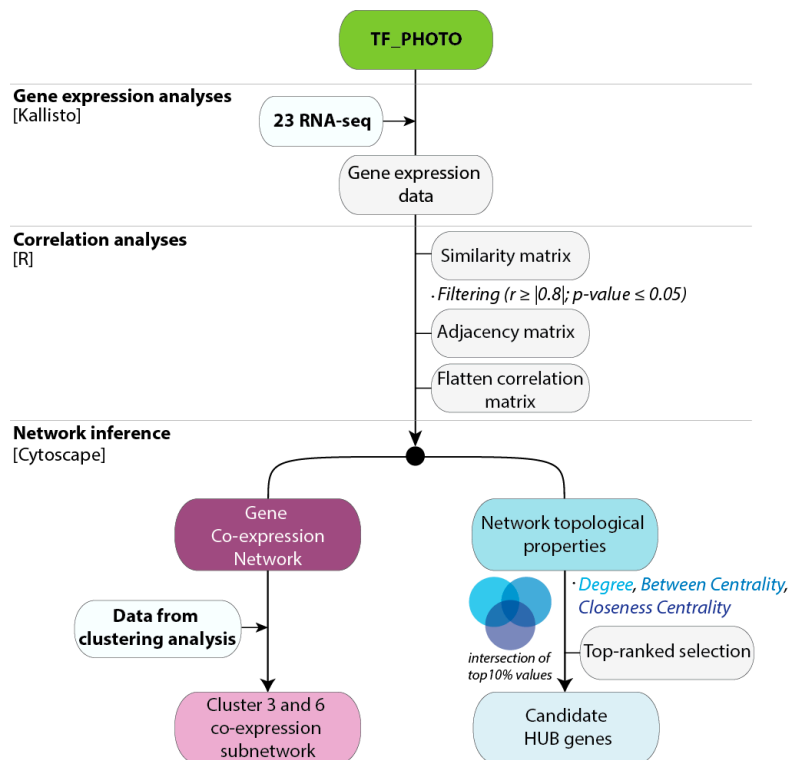 TF_PHOTO
Gene expression analyses
[Kallisto]
23 RNA-seq
Gene expression
data
Correlation analyses
[R]
Similarity matrix
· Filtering (r ≥ |0.8|; p-value ≤ 0.05)
Adjacency matrix
Flatten correlation
matrix
Network inference
[Cytoscape]
Gene
Co-expression
Network
Network topological
properties
· Degree, Between Centrality,
Closeness Centrality
Data from
clustering analysis
intersection of
top10% values
Top-ranked selection
Cluster 3 and 6
co-expression
subnetwork
Candidate
HUB genes